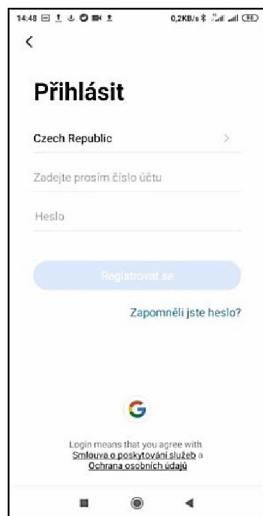 14:48 0,2KB/s
Přihlásit
Czech Republic
Zadejte prosím číslo účtu
Heslo
Registrovat se
Zapomněli jste heslo?
G
Login means that you agree with
Smlouva o poskytování služeb a
Ochrana osobních údajů